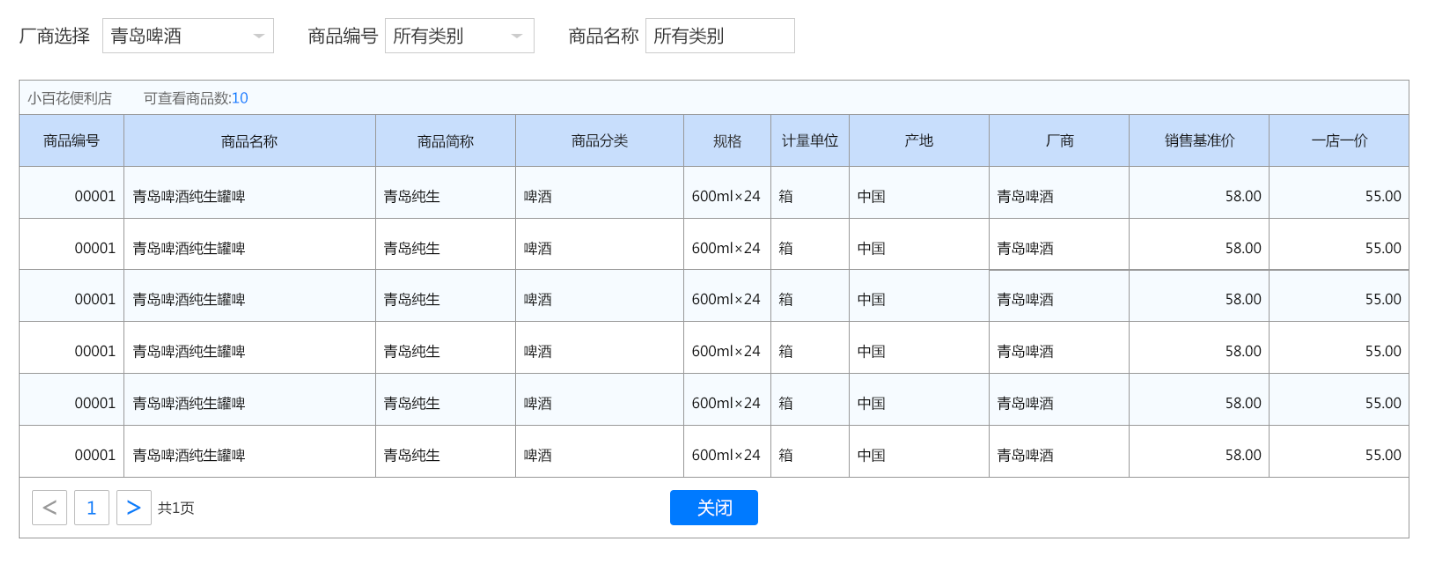 厂商选择 青岛啤酒 商品编号 所有类别 商品名称 所有类别
小百花便利店 可查看商品数:10
商品编号 商品名称 商品简称 商品分类 规格 计量单位 产地 厂商 销售基准价 一店一价
00001 青岛啤酒纯生罐啤 青岛纯生 啤酒 600ml×24 箱 中国 青岛啤酒 58.00 55.00
00001 青岛啤酒纯生罐啤 青岛纯生 啤酒 600ml×24 箱 中国 青岛啤酒 58.00 55.00
00001 青岛啤酒纯生罐啤 青岛纯生 啤酒 600ml×24 箱 中国 青岛啤酒 58.00 55.00
00001 青岛啤酒纯生罐啤 青岛纯生 啤酒 600ml×24 箱 中国 青岛啤酒 58.00 55.00
00001 青岛啤酒纯生罐啤 青岛纯生 啤酒 600ml×24 箱 中国 青岛啤酒 58.00 55.00
00001 青岛啤酒纯生罐啤 青岛纯生 啤酒 600ml×24 箱 中国 青岛啤酒 58.00 55.00
< 1 > 共1页 关闭